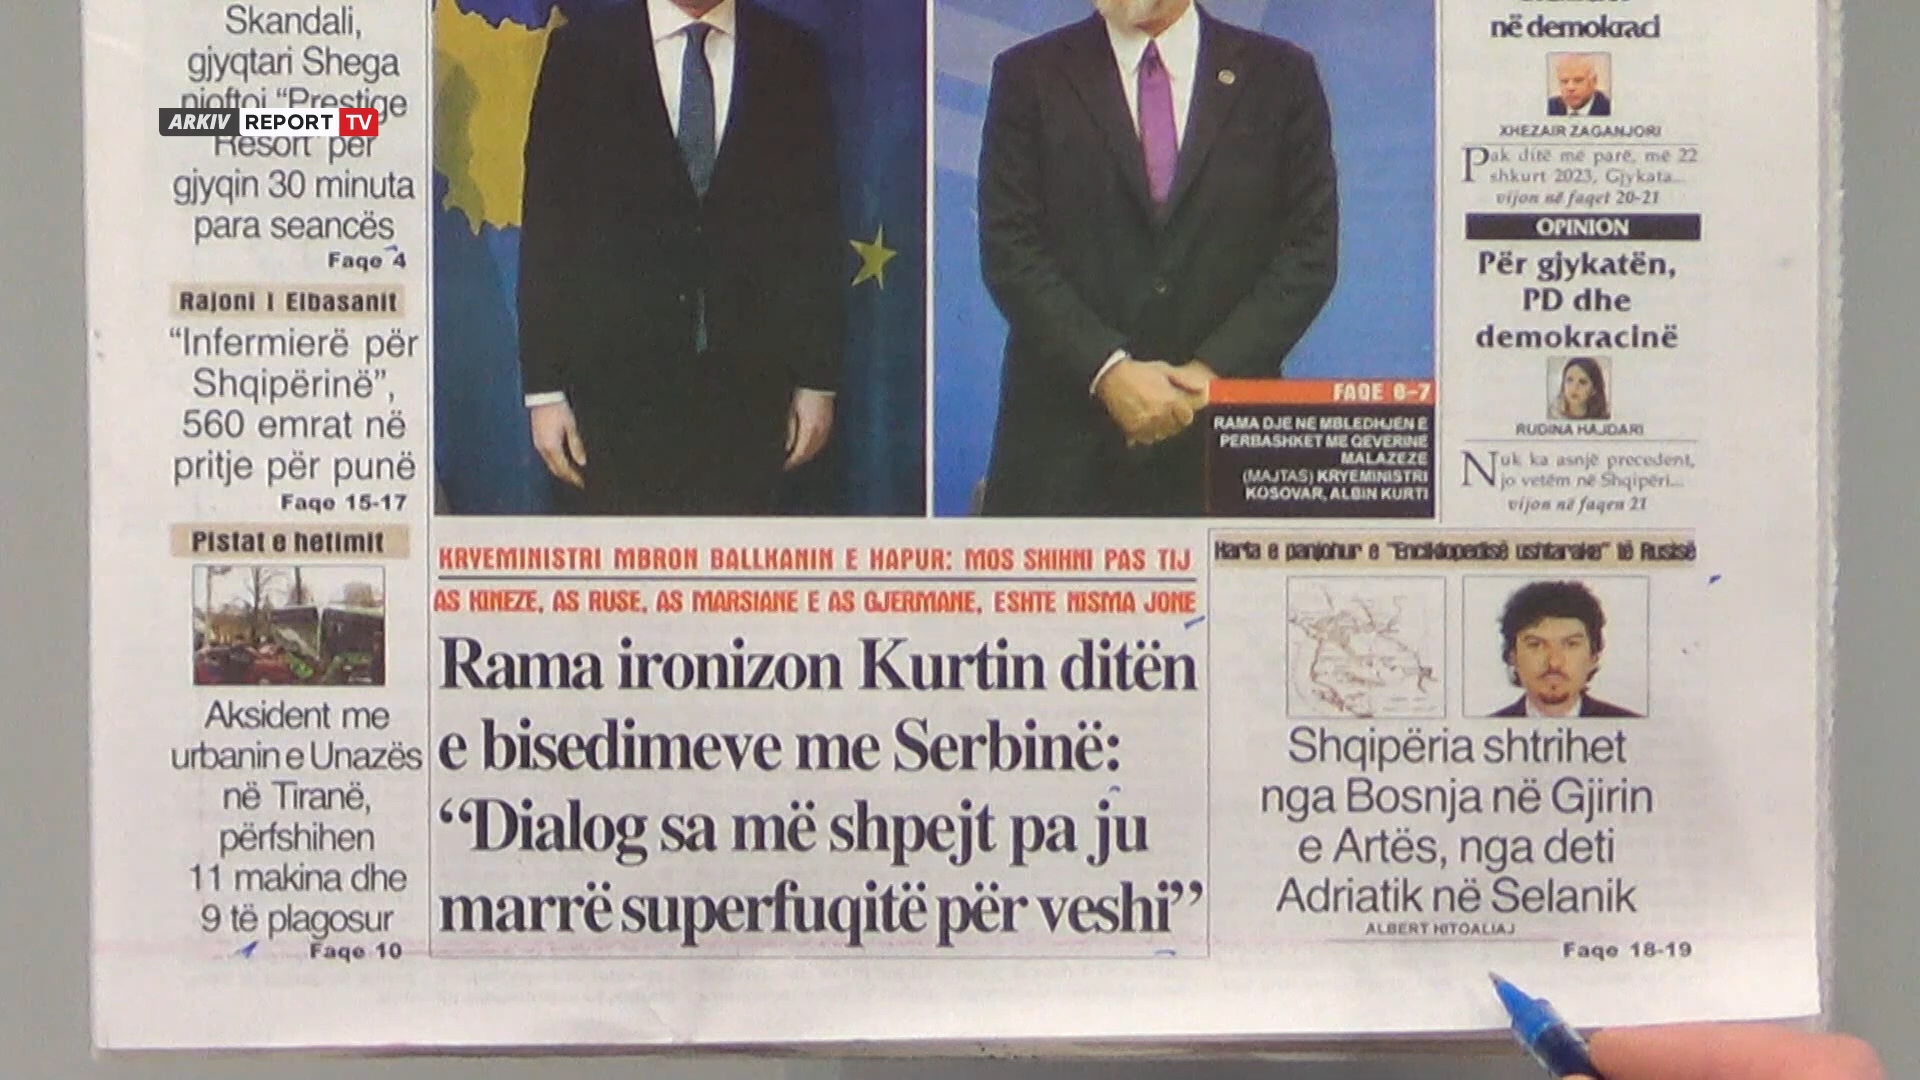 Skandali,
gjyqtari Shega
njoftoi “Prestige
ARKIV REPORT TV
Resort” për
gjyqin 30 minuta
para seancës
Faqe 4
Rajoni i Elbasanit
“Infermierë për
Shqipërinë”,
560 emrat në
pritje për punë
Faqe 15-17
Pistat e hetimit
Aksident me
urbanin e Unazës
në Tiranë,
përfshihen
11 makina dhe
9 të plagosur
Faqe 10
FAQE 6-7
RAMA DJE NË MBLEDHJEN E
PËRBASHKËT ME QEVERINË
MALAZEZE
(MAJTAS) KRYEMINISTRI
KOSOVAR, ALBIN KURTI
KRYEMINISTRI MBRON BALLKANIN E HAPUR: MOS SHIHNI PAS TIJ
AS KINEZE, AS RUSE, AS MARSIANE E AS GJERMANE, ESHTE NISMA JONE
Rama ironizon Kurtin ditën
e bisedimeve me Serbinë:
“Dialog sa më shpejt pa ju
marrë superfuqitë për veshi”
në demokraci
XHEZAIR ZAGANJORI
Pak ditë më parë, më 22
shkurt 2023, Gjykata...
vijon në faqet 20-21
OPINION
Për gjykatën,
PD dhe
demokracinë
RUDINA HAJDARI
Nuk ka asnjë precedent,
jo vetëm në Shqipëri...
vijon në faqen 21
Harta e panjohur e “Enciklopedisë ushtarake” të Rusisë
Shqipëria shtrihet
nga Bosnja në Gjirin
e Artës, nga deti
Adriatik në Selanik
ALBERT HITOALIAJ
Faqe 18-19